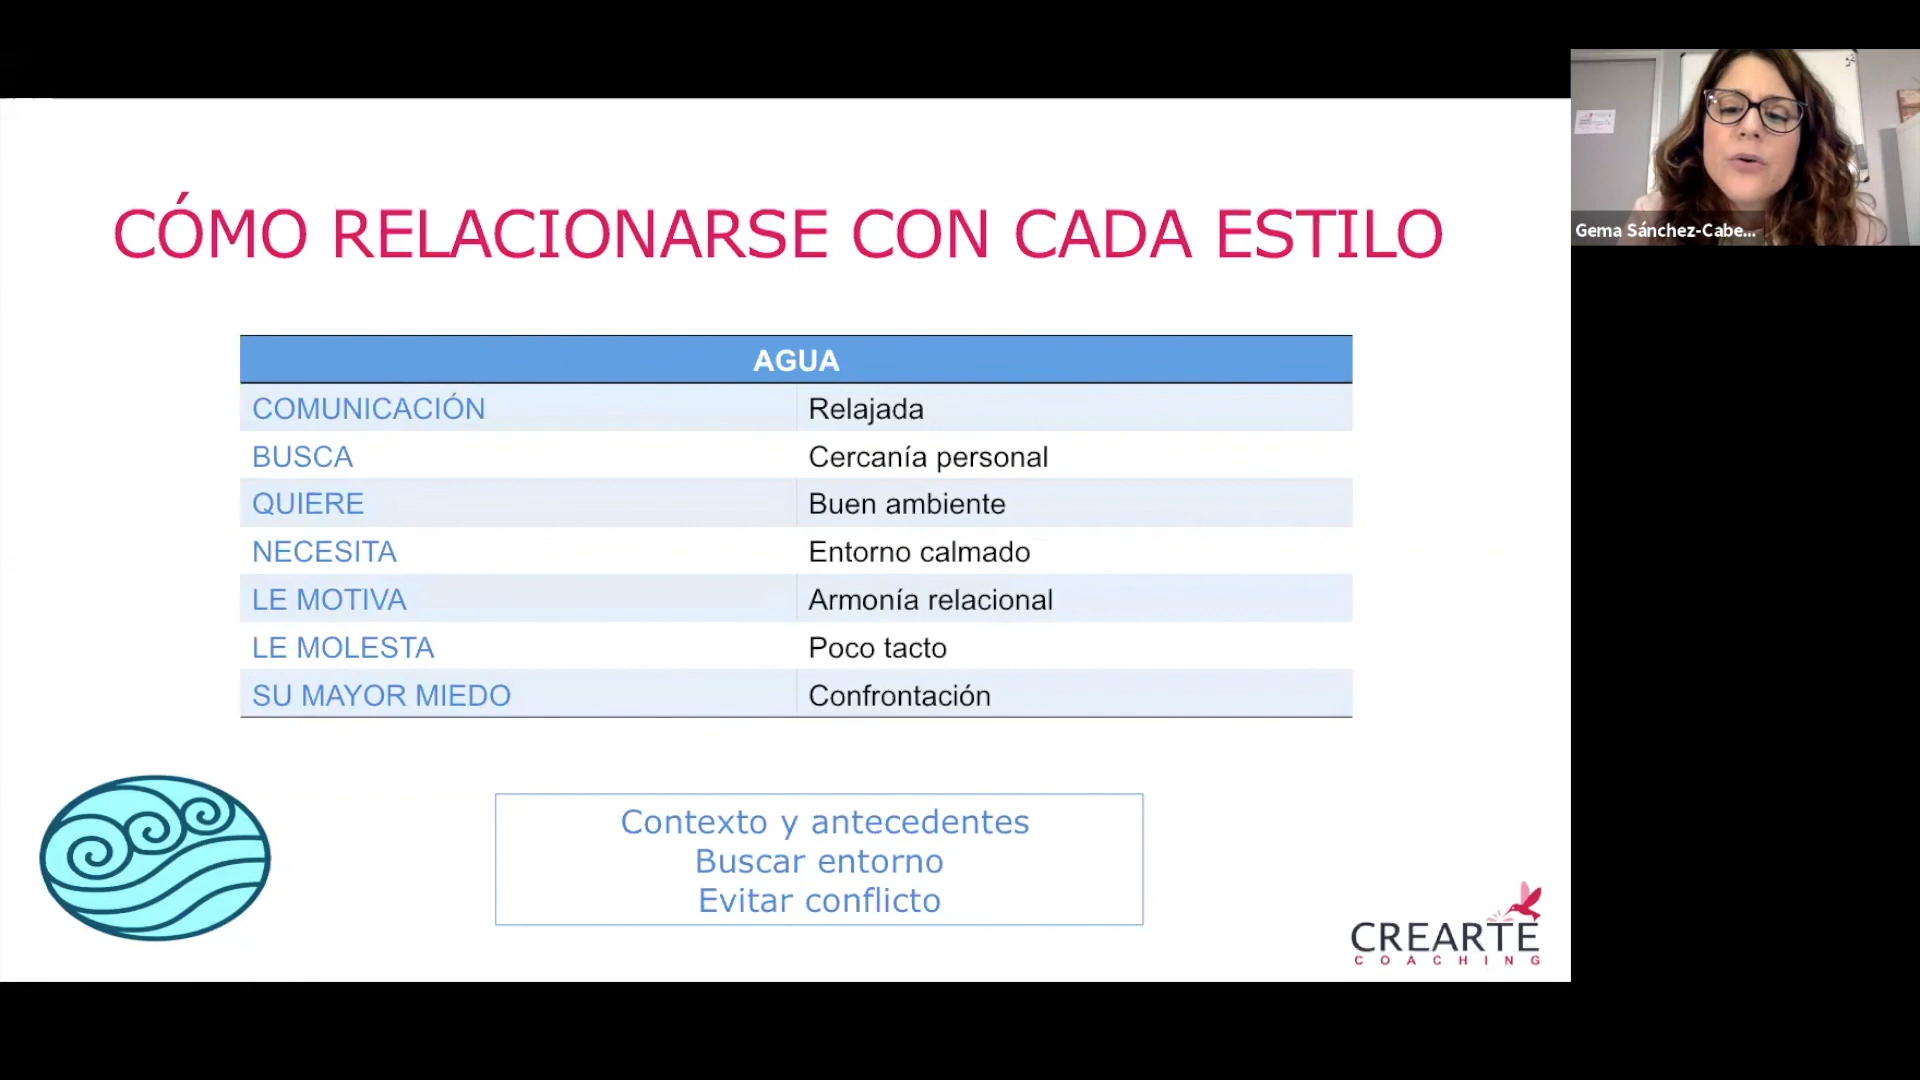 CÓMO RELACIONARSE CON CADA ESTILO
AGUA
COMUNICACIÓN Relajada
BUSCA Cercanía personal
QUIERE Buen ambiente
NECESITA Entorno calmado
LE MOTIVA Armonía relacional
LE MOLESTA Poco tacto
SU MAYOR MIEDO Confrontación
Contexto y antecedentes
Buscar entorno
Evitar conflicto
CREARTE
COACHING
Gema Sánchez-Cabe...